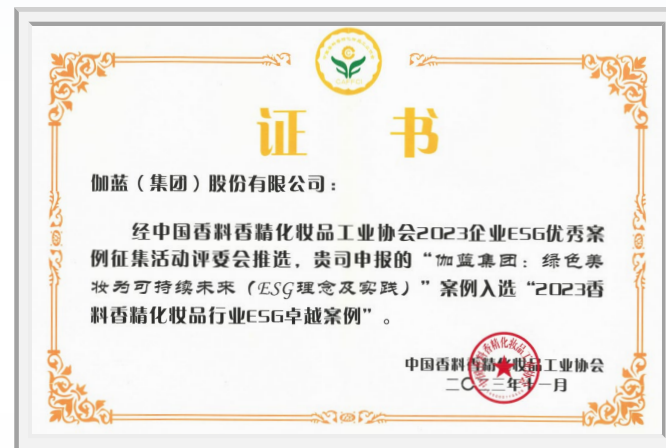 证 书
伽蓝（集团）股份有限公司：
经中国香料香精化妆品工业协会2023企业ESG优秀案
例征集活动评委会推选，贵司申报的“伽蓝集团：绿色美
妆为可持续未来（ESG理念及实践）”案例入选“2023香
料香精化妆品行业ESG卓越案例”。
中国香料香精化妆品工业协会
二〇二三年十一月